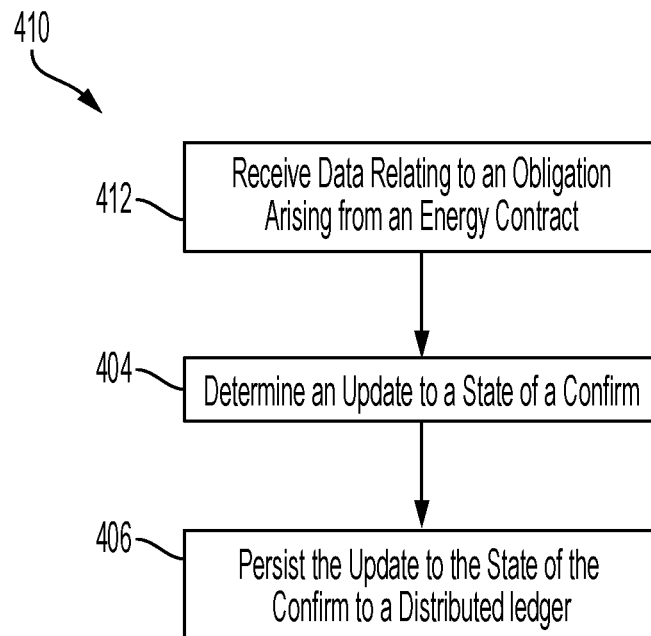 410
412
Receive Data Relating to an Obligation
Arising from an Energy Contract
404
Determine an Update to a State of a Confirm
406
Persist the Update to the State of the
Confirm to a Distributed ledger